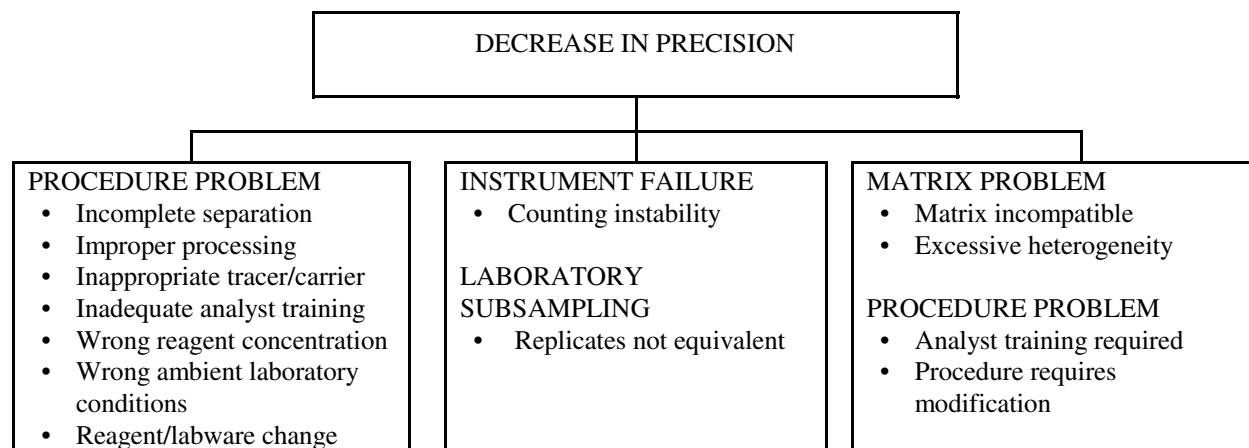 DECREASE IN PRECISION
PROCEDURE PROBLEM
• Incomplete separation
• Improper processing
• Inappropriate tracer/carrier
• Inadequate analyst training
• Wrong reagent concentration
• Wrong ambient laboratory
conditions
• Reagent/labware change
INSTRUMENT FAILURE
• Counting instability
LABORATORY
SUBSAMPLING
• Replicates not equivalent
MATRIX PROBLEM
• Matrix incompatible
• Excessive heterogeneity
PROCEDURE PROBLEM
• Analyst training required
• Procedure requires
modification